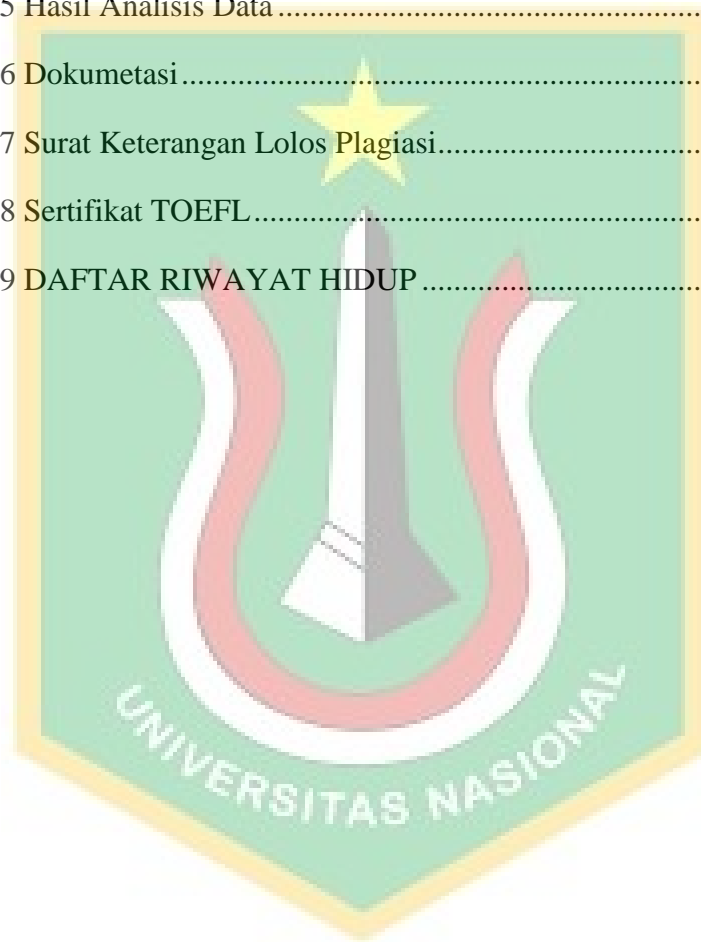 5 Hasil Analisis Data ........................................................
6 Dokumetasi....................................................................
7 Surat Keterangan Lolos Plagiasi..................................
8 Sertifikat TOEFL...........................................................
9 DAFTAR RIWAYAT HIDUP ....................................
UNIVERSITAS NASIONAL